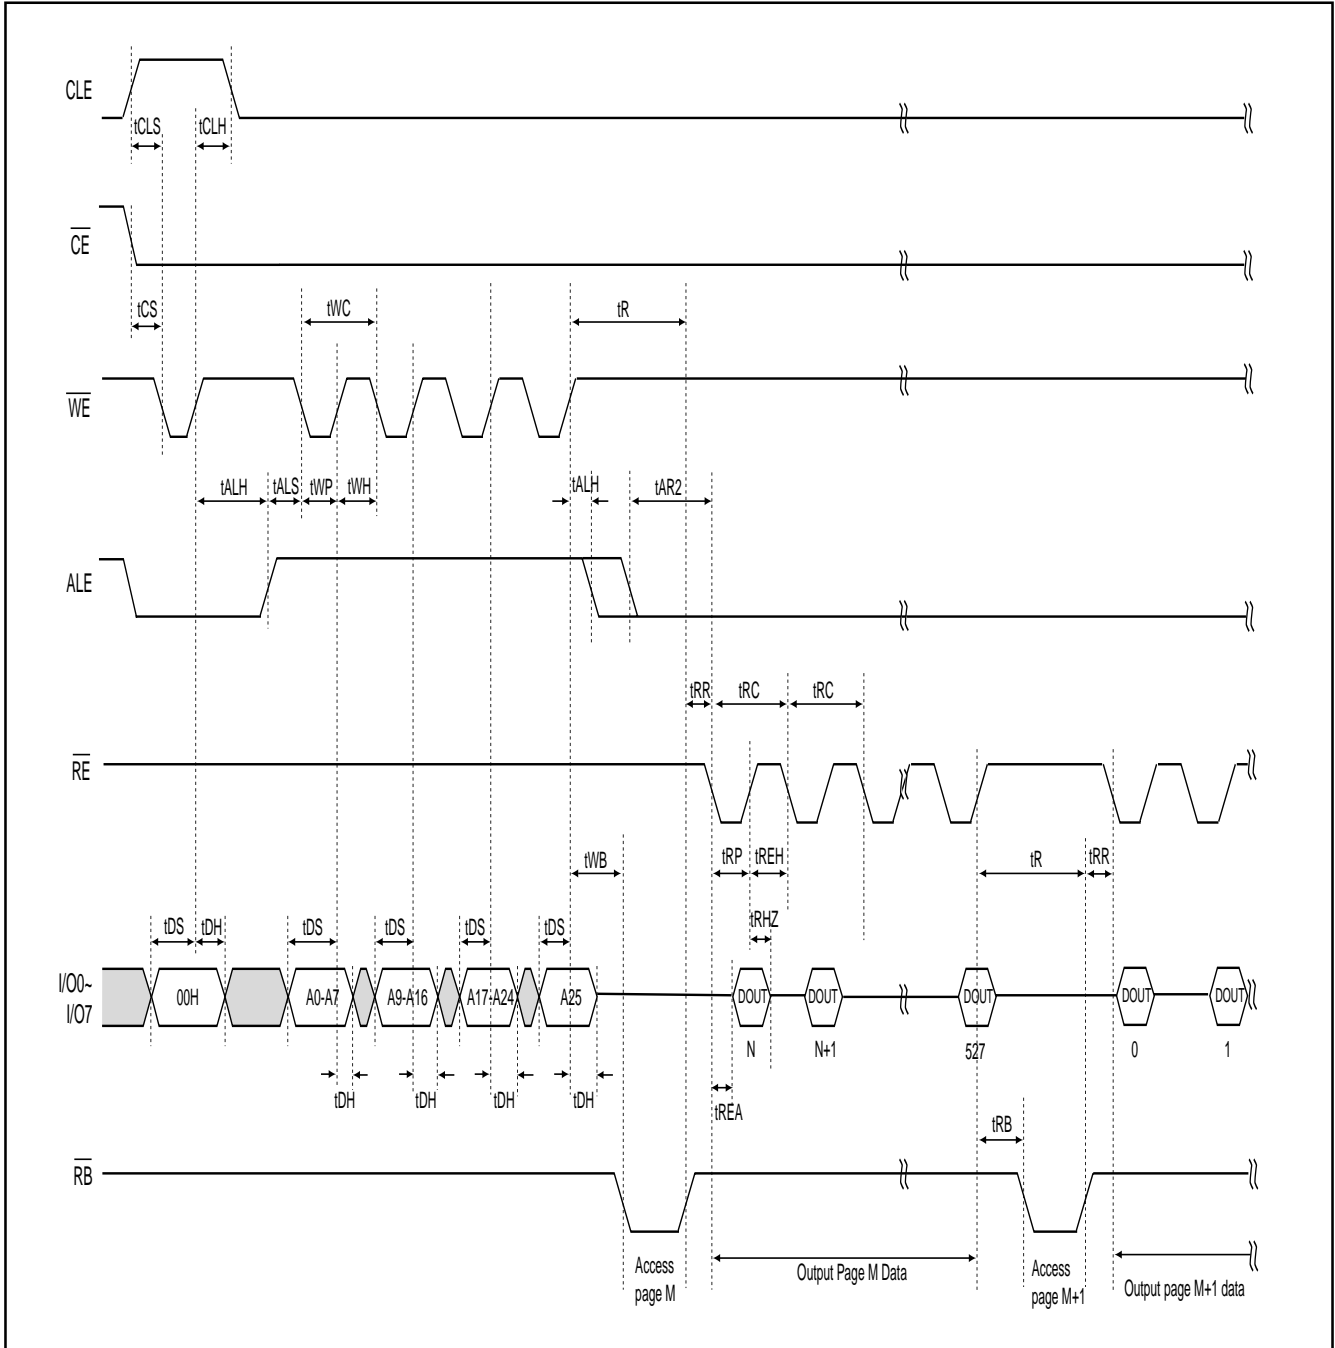 CLE
tCLS tCLH
CE
tCS tWC tR
WE
tALH tALS tWP tWH tALH tAR2
ALE
tRR tRC tRC
RE
tWB tRP tREH tR tRR
tRHZ
tDS tDH tDS tDS tDS tDS
I/O0~
I/O7
00H A0-A7 A9-A16 A17-A24 A25 DOUT DOUT DOUT DOUT DOUT
N N+1 527 0 1
tDH tDH tDH tDH tREA
tRB
RB
Access
page M
Output Page M Data
Access
page M+1
Output page M+1 data